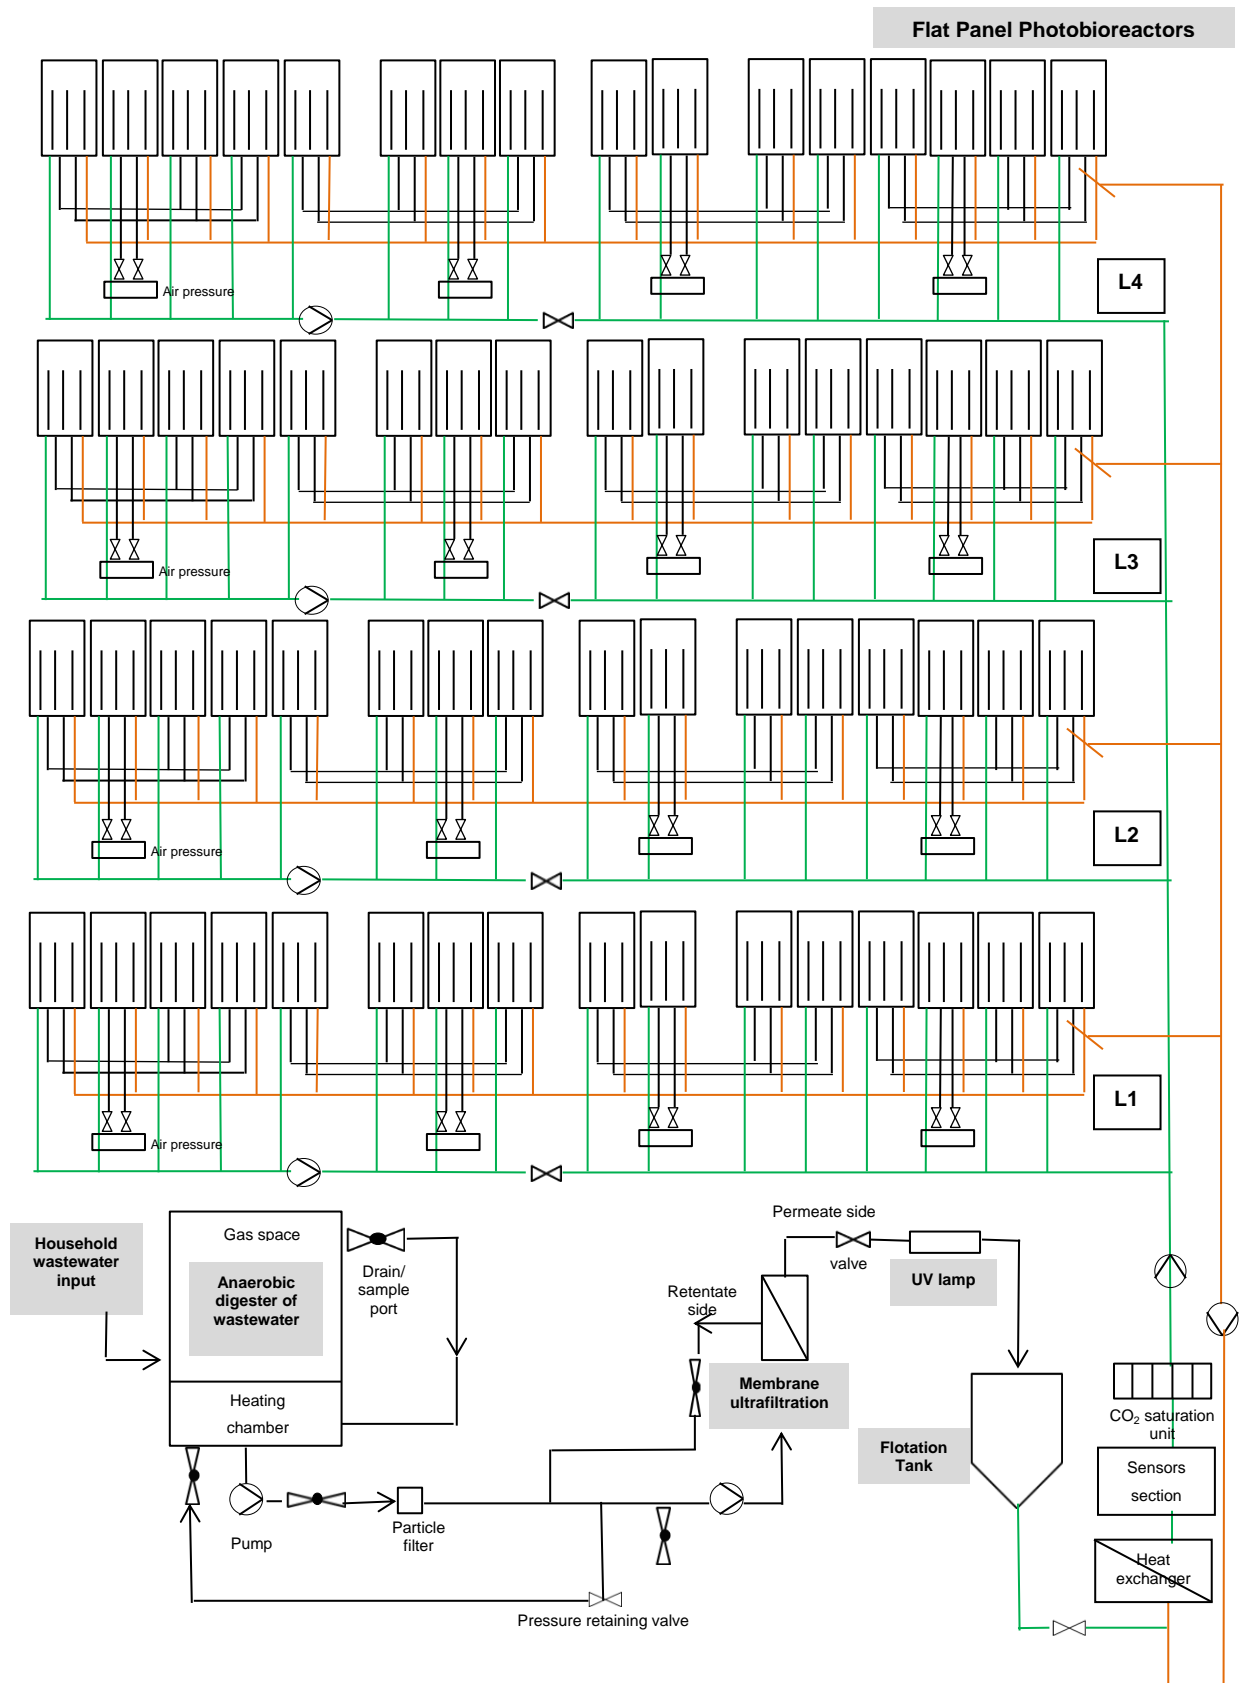 Flat Panel Photobioreactors
L4
Air pressure
L3
Air pressure
L2
Air pressure
L1
Air pressure
Household
wastewater
input
Gas space
Anaerobic
digester of
wastewater
Heating
chamber
Drain/
sample
port
Pump
Particle
filter
Pressure retaining valve
Retentate
side
Permeate side
valve
UV lamp
Membrane
ultrafiltration
Flotation
Tank
CO₂ saturation
unit
Sensors
section
Heat
exchanger